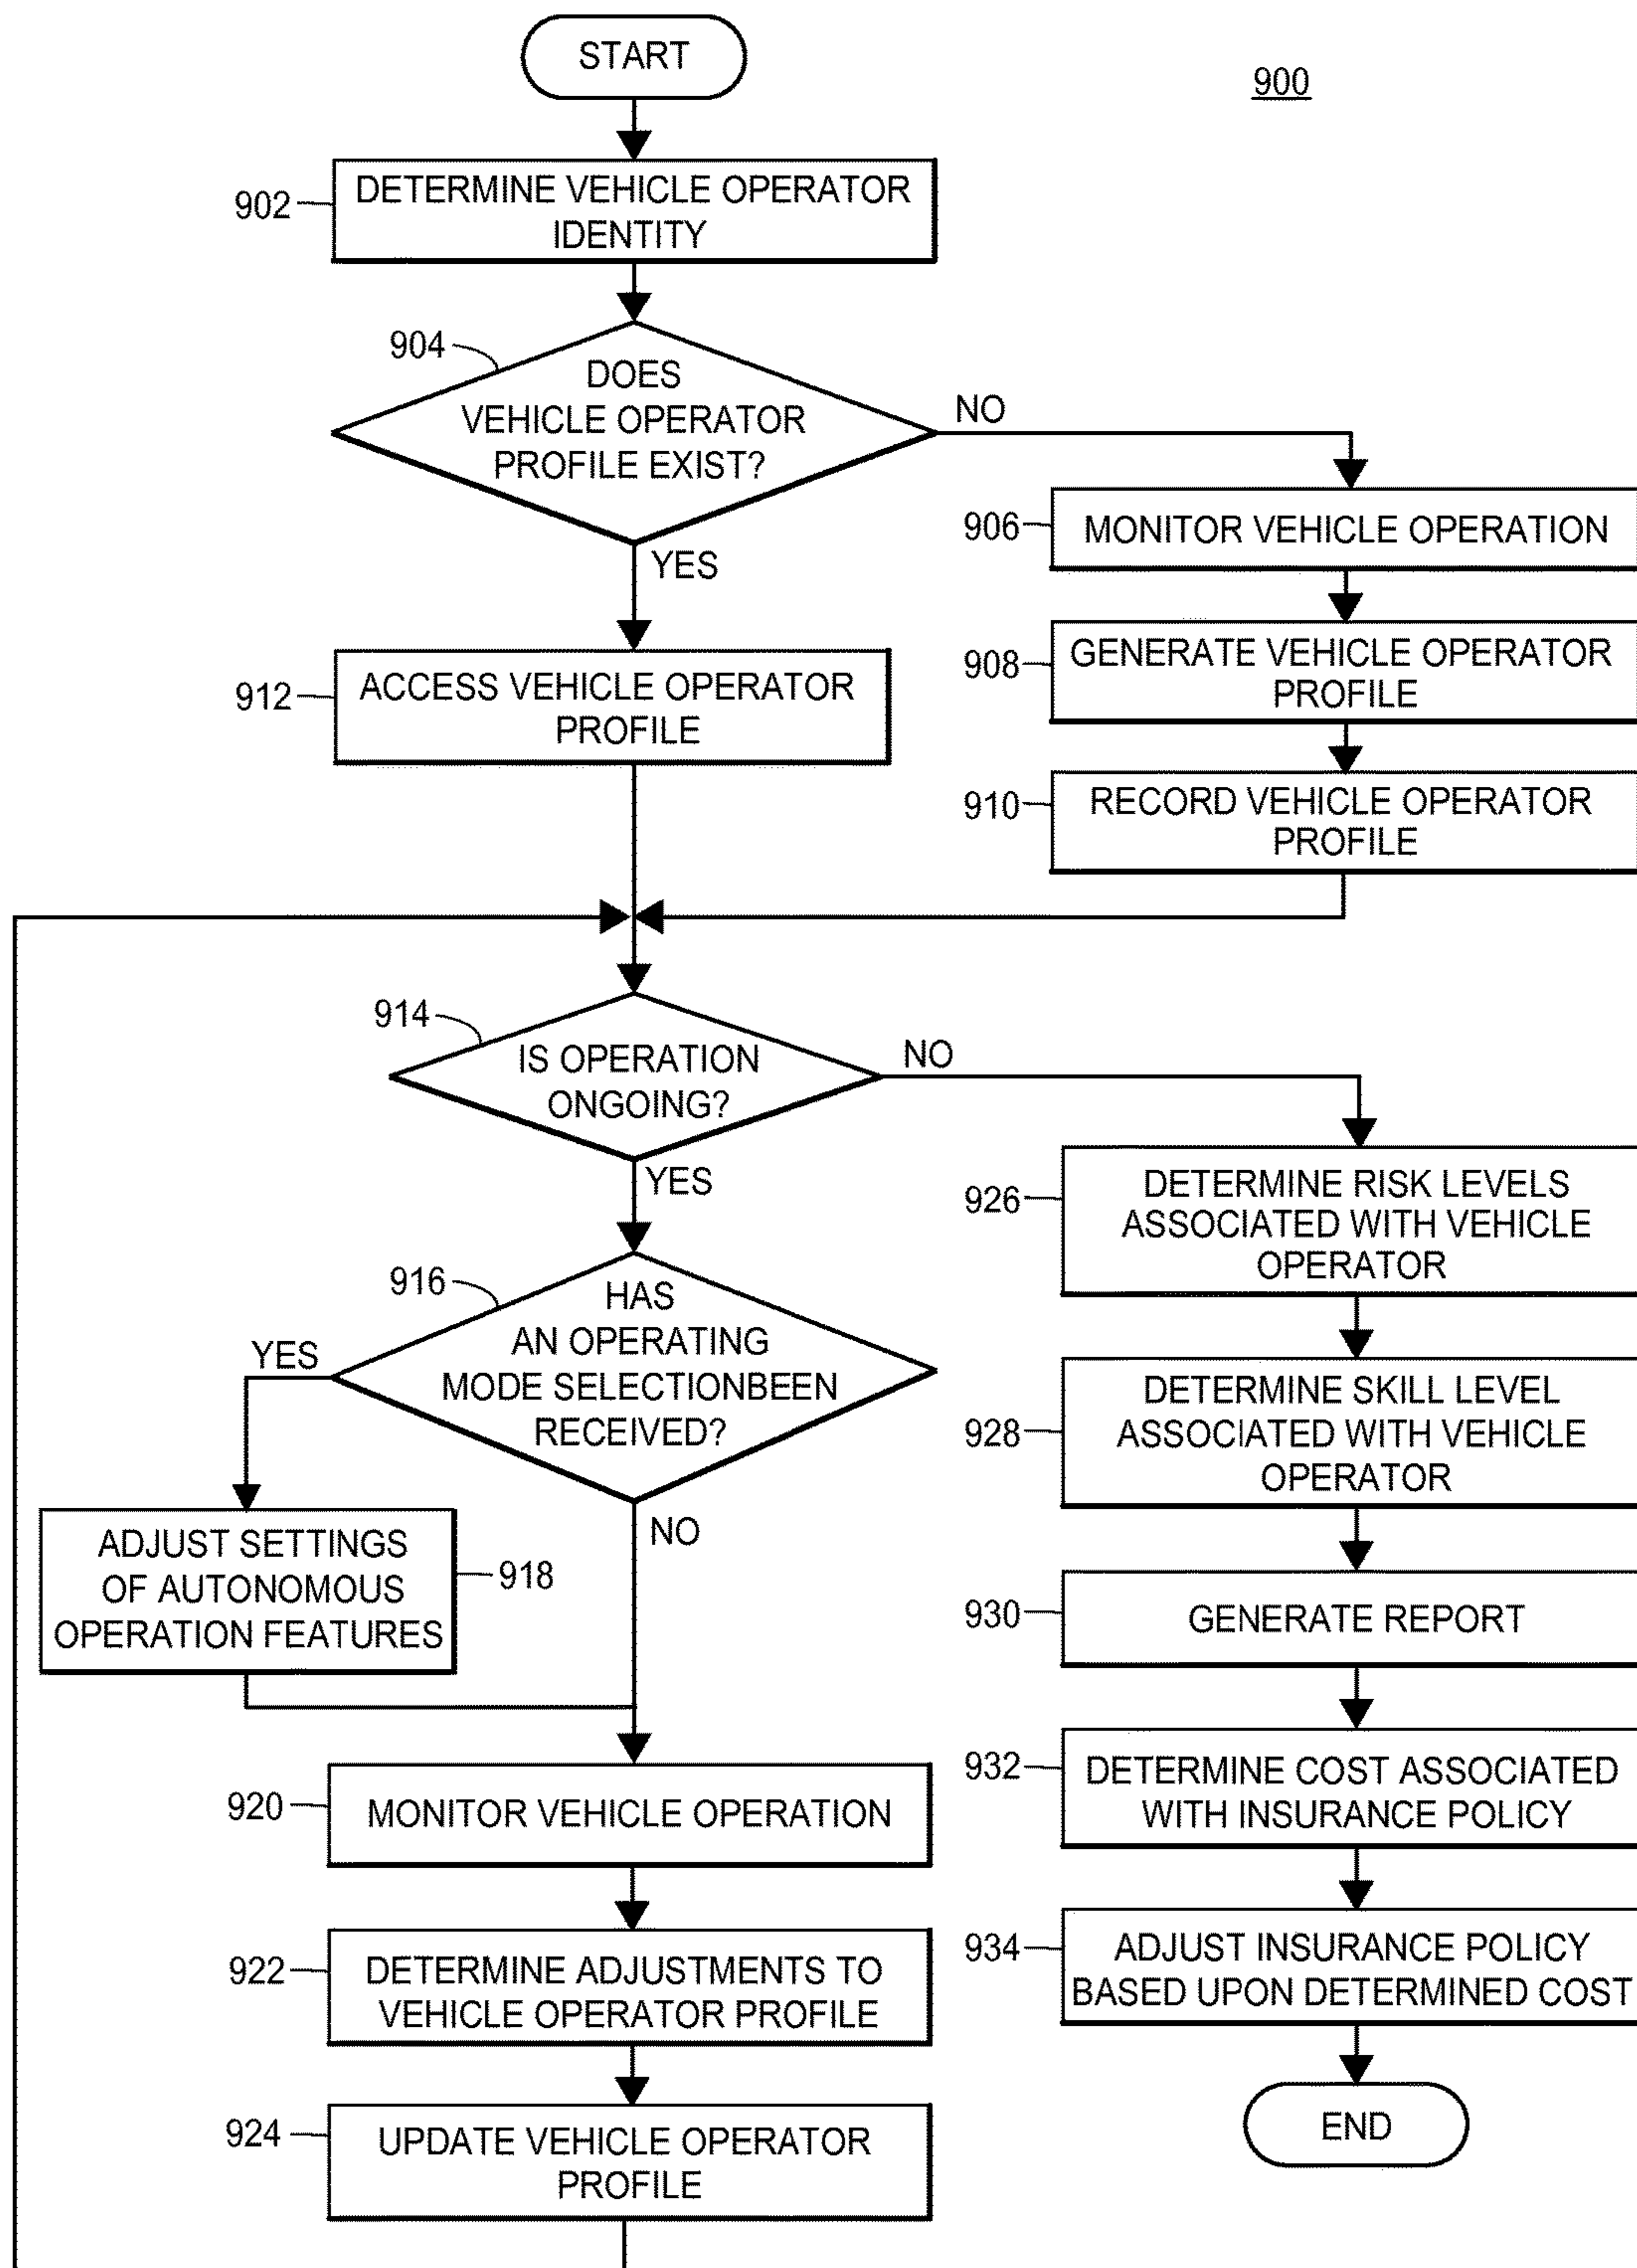 START
900
902
DETERMINE VEHICLE OPERATOR
IDENTITY
904
DOES
VEHICLE OPERATOR
PROFILE EXIST?
NO
YES
906
MONITOR VEHICLE OPERATION
908
GENERATE VEHICLE OPERATOR
PROFILE
910
RECORD VEHICLE OPERATOR
PROFILE
912
ACCESS VEHICLE OPERATOR
PROFILE
914
IS OPERATION
ONGOING?
NO
YES
916
HAS
AN OPERATING
MODE SELECTIONBEEN
RECEIVED?
YES
NO
ADJUST SETTINGS
OF AUTONOMOUS
OPERATION FEATURES
918
920
MONITOR VEHICLE OPERATION
922
DETERMINE ADJUSTMENTS TO
VEHICLE OPERATOR PROFILE
924
UPDATE VEHICLE OPERATOR
PROFILE
926
DETERMINE RISK LEVELS
ASSOCIATED WITH VEHICLE
OPERATOR
928
DETERMINE SKILL LEVEL
ASSOCIATED WITH VEHICLE
OPERATOR
930
GENERATE REPORT
932
DETERMINE COST ASSOCIATED
WITH INSURANCE POLICY
934
ADJUST INSURANCE POLICY
BASED UPON DETERMINED COST
END